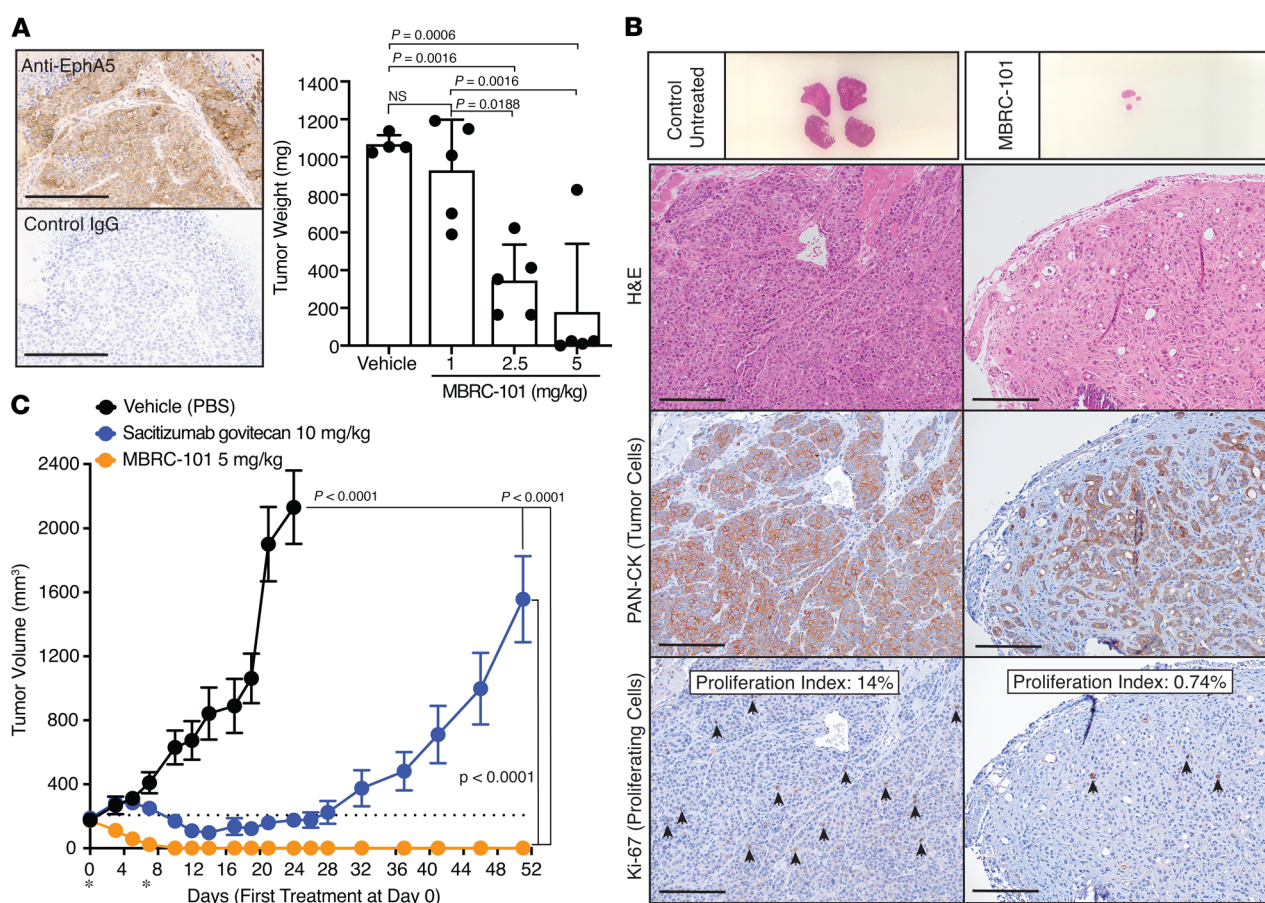 A
Anti-EphA5
Control IgG
P = 0.0006
P = 0.0016
P = 0.0016
NS
P = 0.0188
Tumor Weight (mg)
1400
1200
1000
800
600
400
200
0
Vehicle
1
2.5
5
MBRC-101 (mg/kg)
B
Control
Untreated
MBRC-101
H&E
PAN-CK (Tumor Cells)
Ki-67 (Proliferating Cells)
Proliferation Index: 14%
Proliferation Index: 0.74%
C
Vehicle (PBS)
Sacitizumab govitecan 10 mg/kg
MBRC-101 5 mg/kg
Tumor Volume (mm³)
2400
2000
1600
1200
800
400
0
P < 0.0001
P < 0.0001
p < 0.0001
0 4 8 12 16 20 24 28 32 36 40 44 48 52
* *
Days (First Treatment at Day 0)